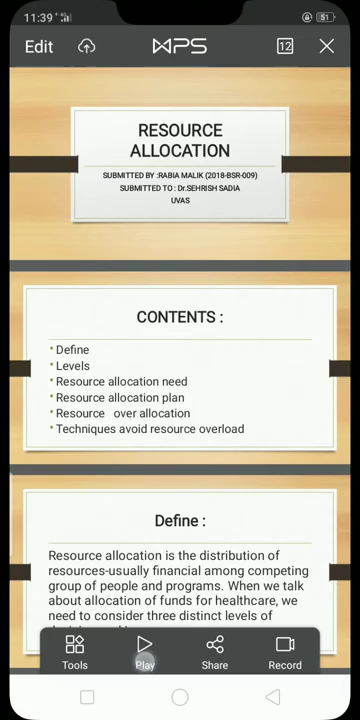 11:39
51
Edit
WPS
12
RESOURCE
ALLOCATION
SUBMITTED BY :RABIA MALIK (2018-BSR-009)
SUBMITTED TO : Dr.SEHRISH SADIA
UVAS
CONTENTS :
Define
Levels
Resource allocation need
Resource allocation plan
Resource over allocation
Techniques avoid resource overload
Define :
Resource allocation is the distribution of
resources-usually financial among competing
group of people and programs. When we talk
about allocation of funds for healthcare, we
need to consider three distinct levels of
Tools
Play
Share
Record